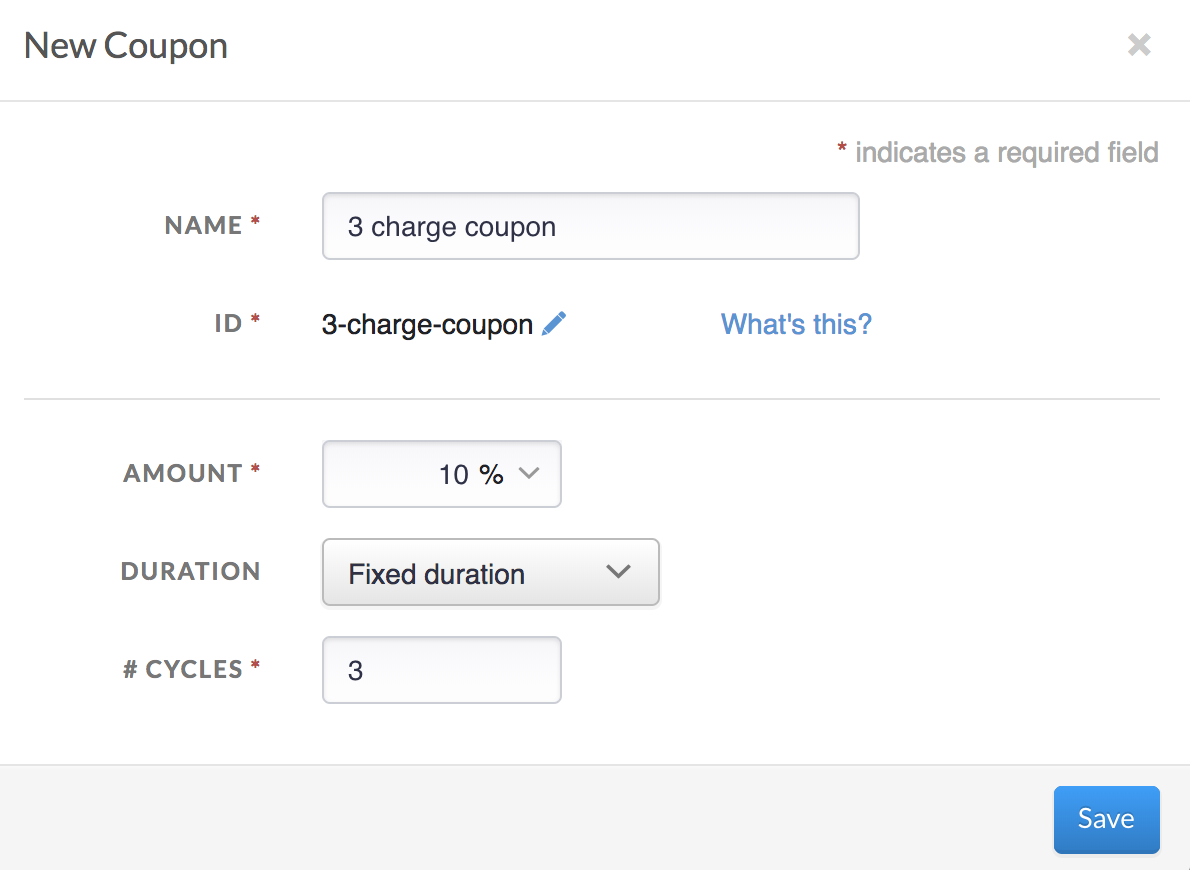 New Coupon
* indicates a required field
NAME * 3 charge coupon
ID * 3-charge-coupon What's this?
AMOUNT * 10 %
DURATION Fixed duration
# CYCLES * 3
Save